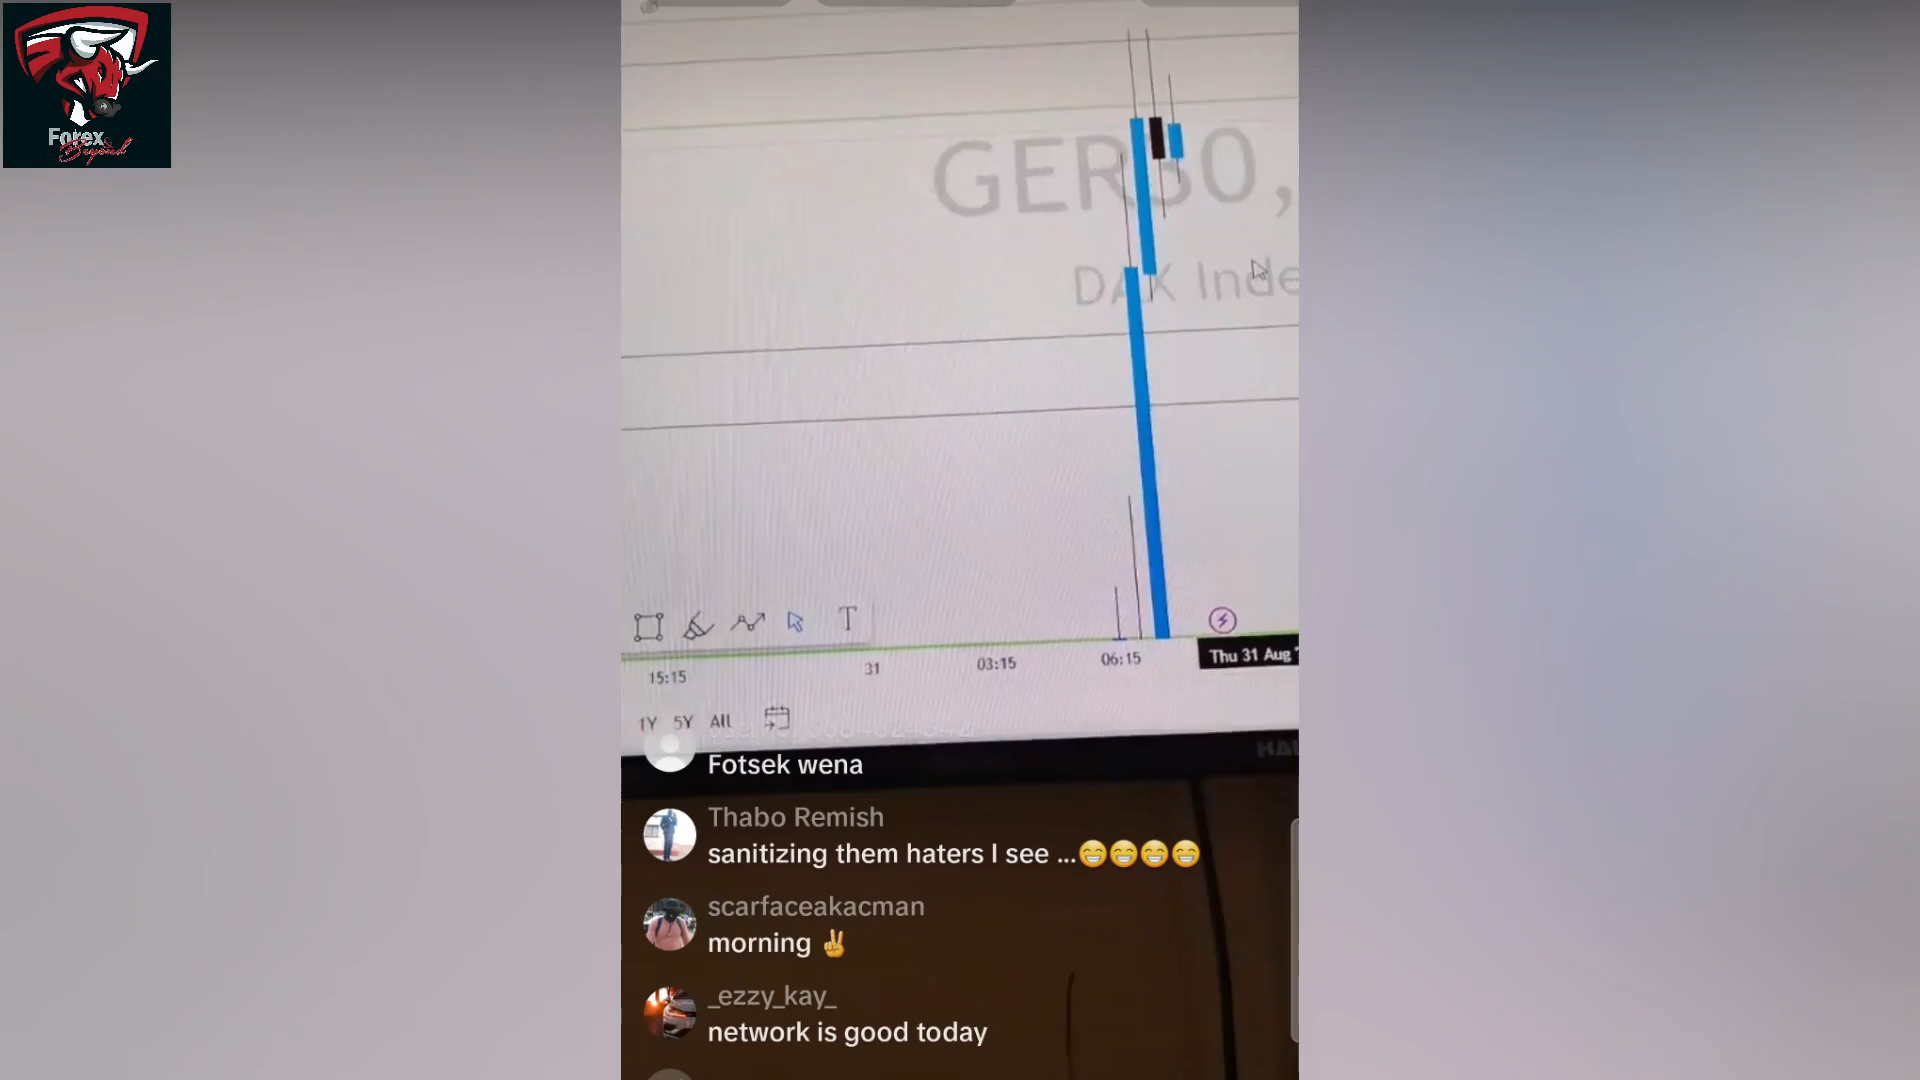 Forex
Beyond
GER30,
DAX Inde
T
15:15
31
03:15
06:15
Thu 31 Aug '
1Y 5Y All
Fotsek wena
Thabo Remish
sanitizing them haters I see ...😁😁😁😁
scarfaceakacman
morning ✌️
_ezzy_kay_
network is good today